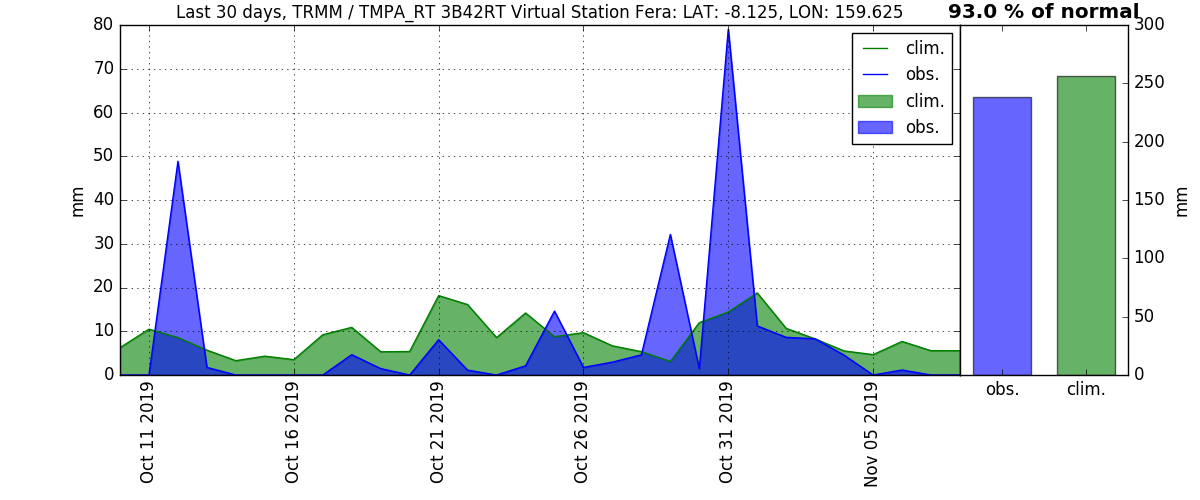 Last 30 days, TRMM / TMPA_RT 3B42RT Virtual Station Fera: LAT: -8.125, LON: 159.625
93.0 % of normal
80
70
60
50
40
30
20
10
0
mm
clim.
obs.
clim.
obs.
Oct 11 2019
Oct 16 2019
Oct 21 2019
Oct 26 2019
Oct 31 2019
Nov 05 2019
300
250
200
150
100
50
0
mm
obs.
clim.